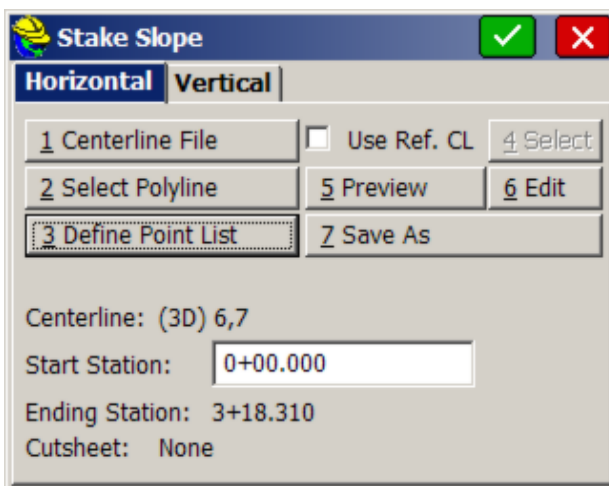 Stake Slope
Horizontal Vertical
1 Centerline File Use Ref. CL 4 Select
2 Select Polyline 5 Preview 6 Edit
3 Define Point List 7 Save As
Centerline: (3D) 6,7
Start Station: 0+00.000
Ending Station: 3+18.310
Cutsheet: None